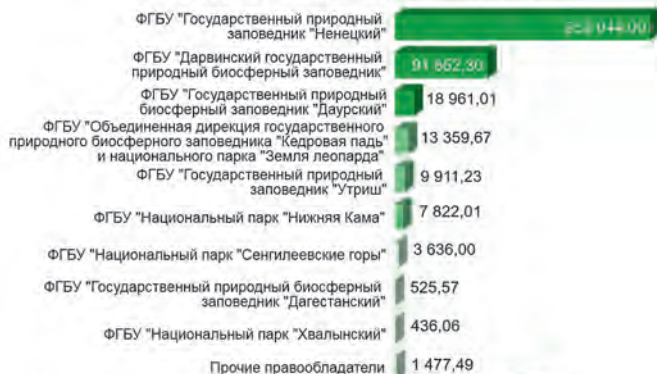 ФГБУ "Государственный природный
заповедник "Ненецкий"
ФГБУ "Дарвинский государственный
природный биосферный заповедник"
91 662,30
ФГБУ "Государственный природный
биосферный заповедник "Даурский"
18 961,01
ФГБУ "Объединенная дирекция государственного
природного биосферного заповедника "Кедровая падь"
и национального парка "Земля леопарда"
13 359,67
ФГБУ "Государственный природный
заповедник "Утриш"
9 911,23
ФГБУ "Национальный парк "Нижняя Кама"
7 822,01
ФГБУ "Национальный парк "Сенгилеевские горы"
3 636,00
ФГБУ "Государственный природный биосферный
заповедник "Дагестанский"
525,57
ФГБУ "Национальный парк "Хвалынский"
436,06
Прочие правообладатели
1 477,49